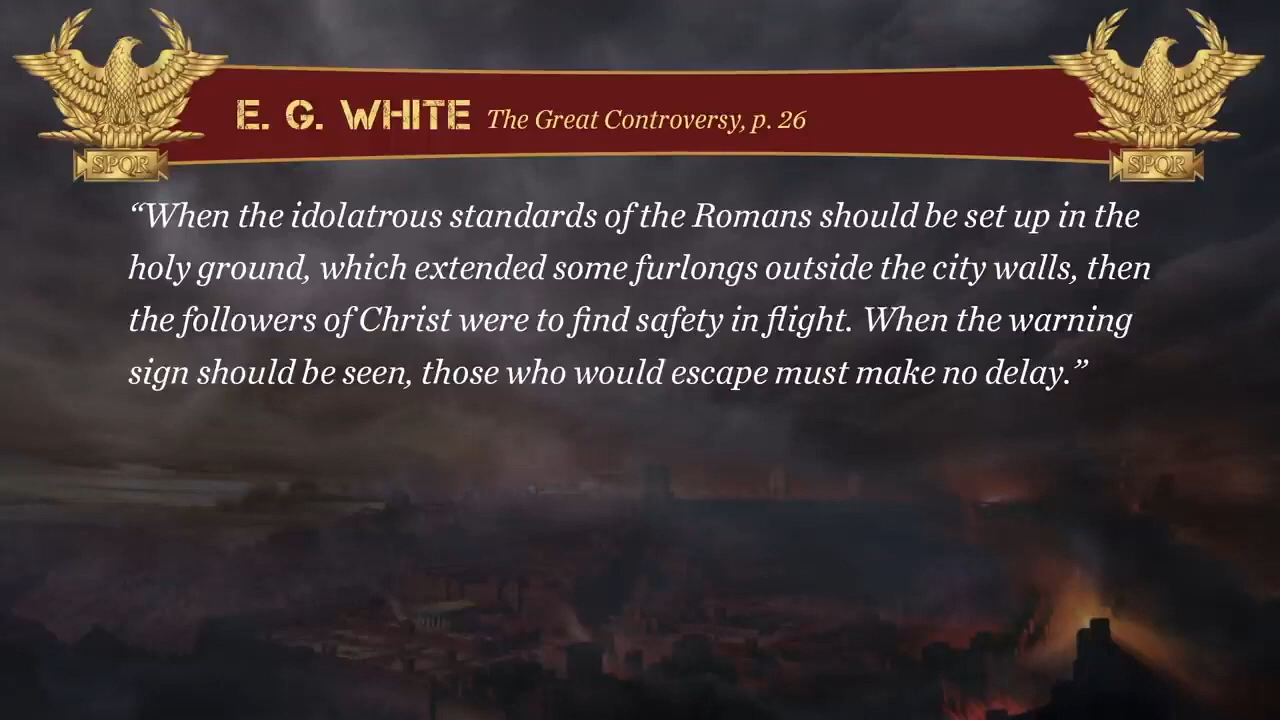 SPQR
SPQR
E. G. WHITE The Great Controversy, p. 26
“When the idolatrous standards of the Romans should be set up in the
holy ground, which extended some furlongs outside the city walls, then
the followers of Christ were to find safety in flight. When the warning
sign should be seen, those who would escape must make no delay.”